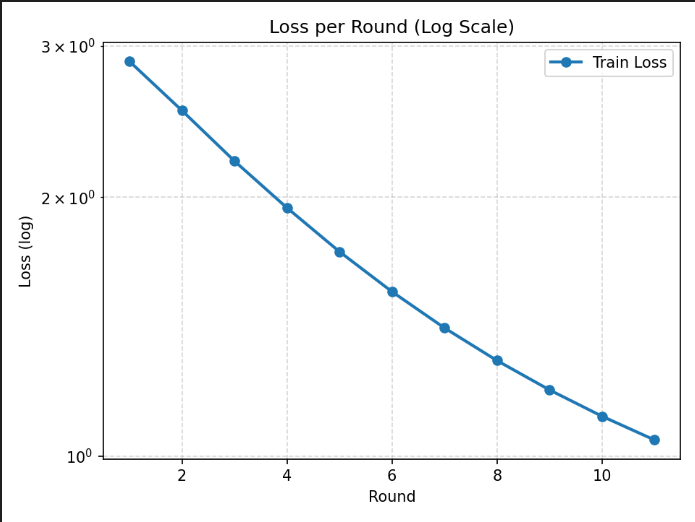 Loss per Round (Log Scale)
Train Loss
3 × 10⁰
2 × 10⁰
10⁰
Loss (log)
2 4 6 8 10
Round